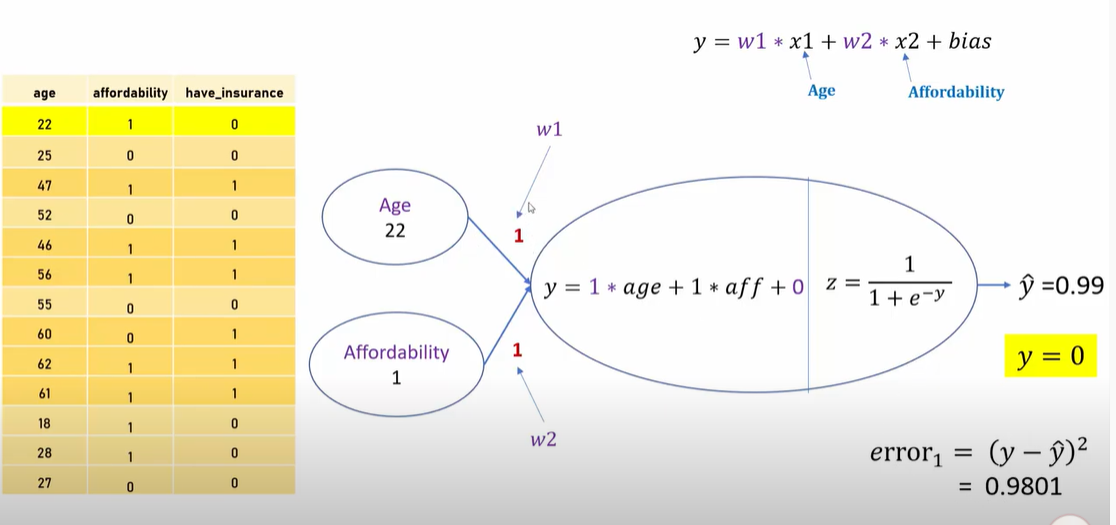 y = w1 * x1 + w2 * x2 + bias
Age
Affordability
age affordability have_insurance
22 1 0
25 0 0
47 1 1
52 0 0
46 1 1
56 1 1
55 0 0
60 0 1
62 1 1
61 1 1
18 1 0
28 1 0
27 0 0
w1
Age
22
1
y = 1 * age + 1 * aff + 0
z = 1 / 1 + e^−y
ŷ =0.99
Affordability
1
1
y = 0
w2
error₁ = (y − ŷ)²
= 0.9801